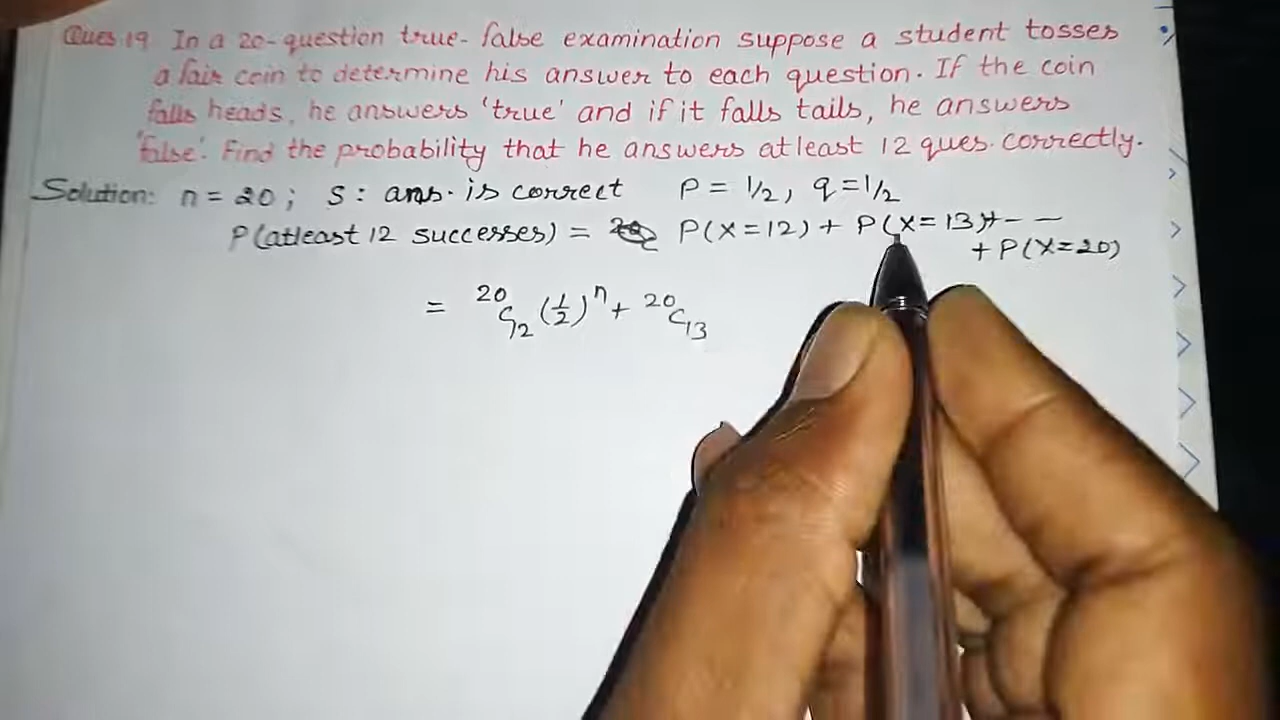 Ques 19. In a 20-question true-false examination suppose a student tosses
a fair coin to determine his answer to each question. If the coin
falls heads, he answers 'true' and if it falls tails, he answers
'false'. Find the probability that he answers atleast 12 ques. correctly.
Solution: n = 20 ; S : ans. is correct P = 1/2, q = 1/2
P(atleast 12 successes) = P(X=12) + P(X=13)+ - -
+ P(X=20)
= ²⁰C₁₂ (1/2)ⁿ + ²⁰C₁₃